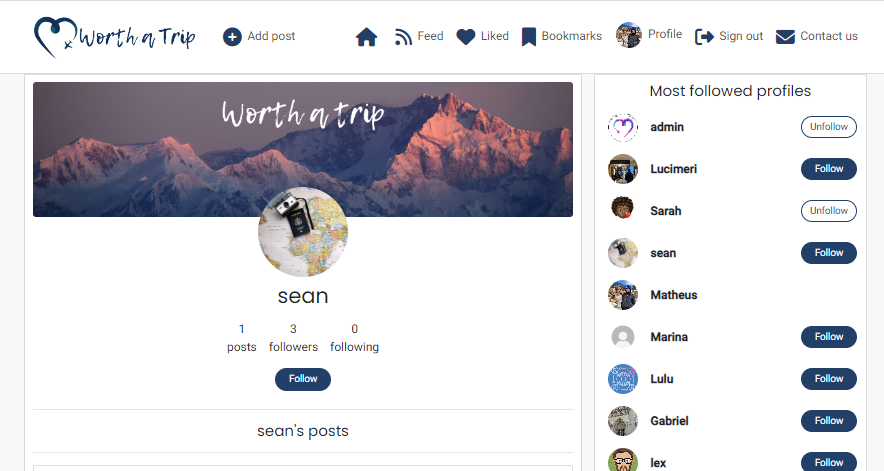 Worth a Trip
Add post
Feed
Liked
Bookmarks
Profile
Sign out
Contact us
Worth a trip
sean
1 posts
3 followers
0 following
Follow
sean's posts
Most followed profiles
admin Unfollow
Lucimeri Follow
Sarah Unfollow
sean Follow
Matheus
Marina Follow
Lulu Follow
Gabriel Follow
lex Follow